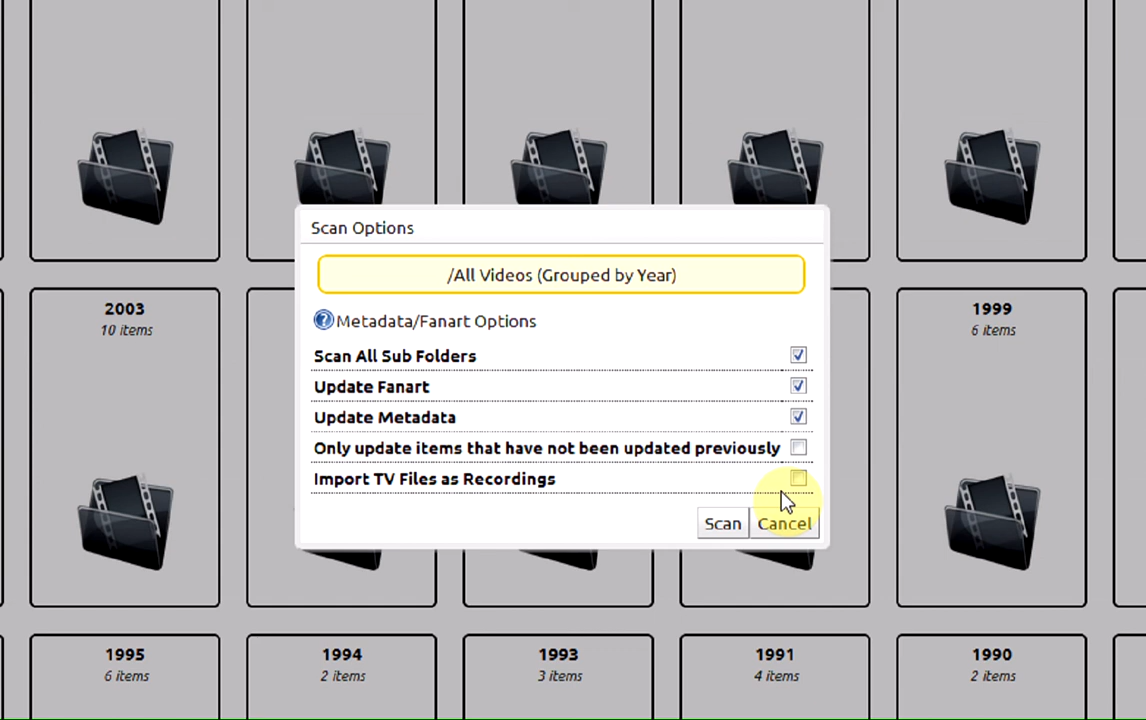 Scan Options
/All Videos (Grouped by Year)
Metadata/Fanart Options
Scan All Sub Folders
Update Fanart
Update Metadata
Only update items that have not been updated previously
Import TV Files as Recordings
Scan Cancel
2003 1999
10 items 6 items
1995 1994 1993 1991 1990
6 items 2 items 3 items 4 items 2 items